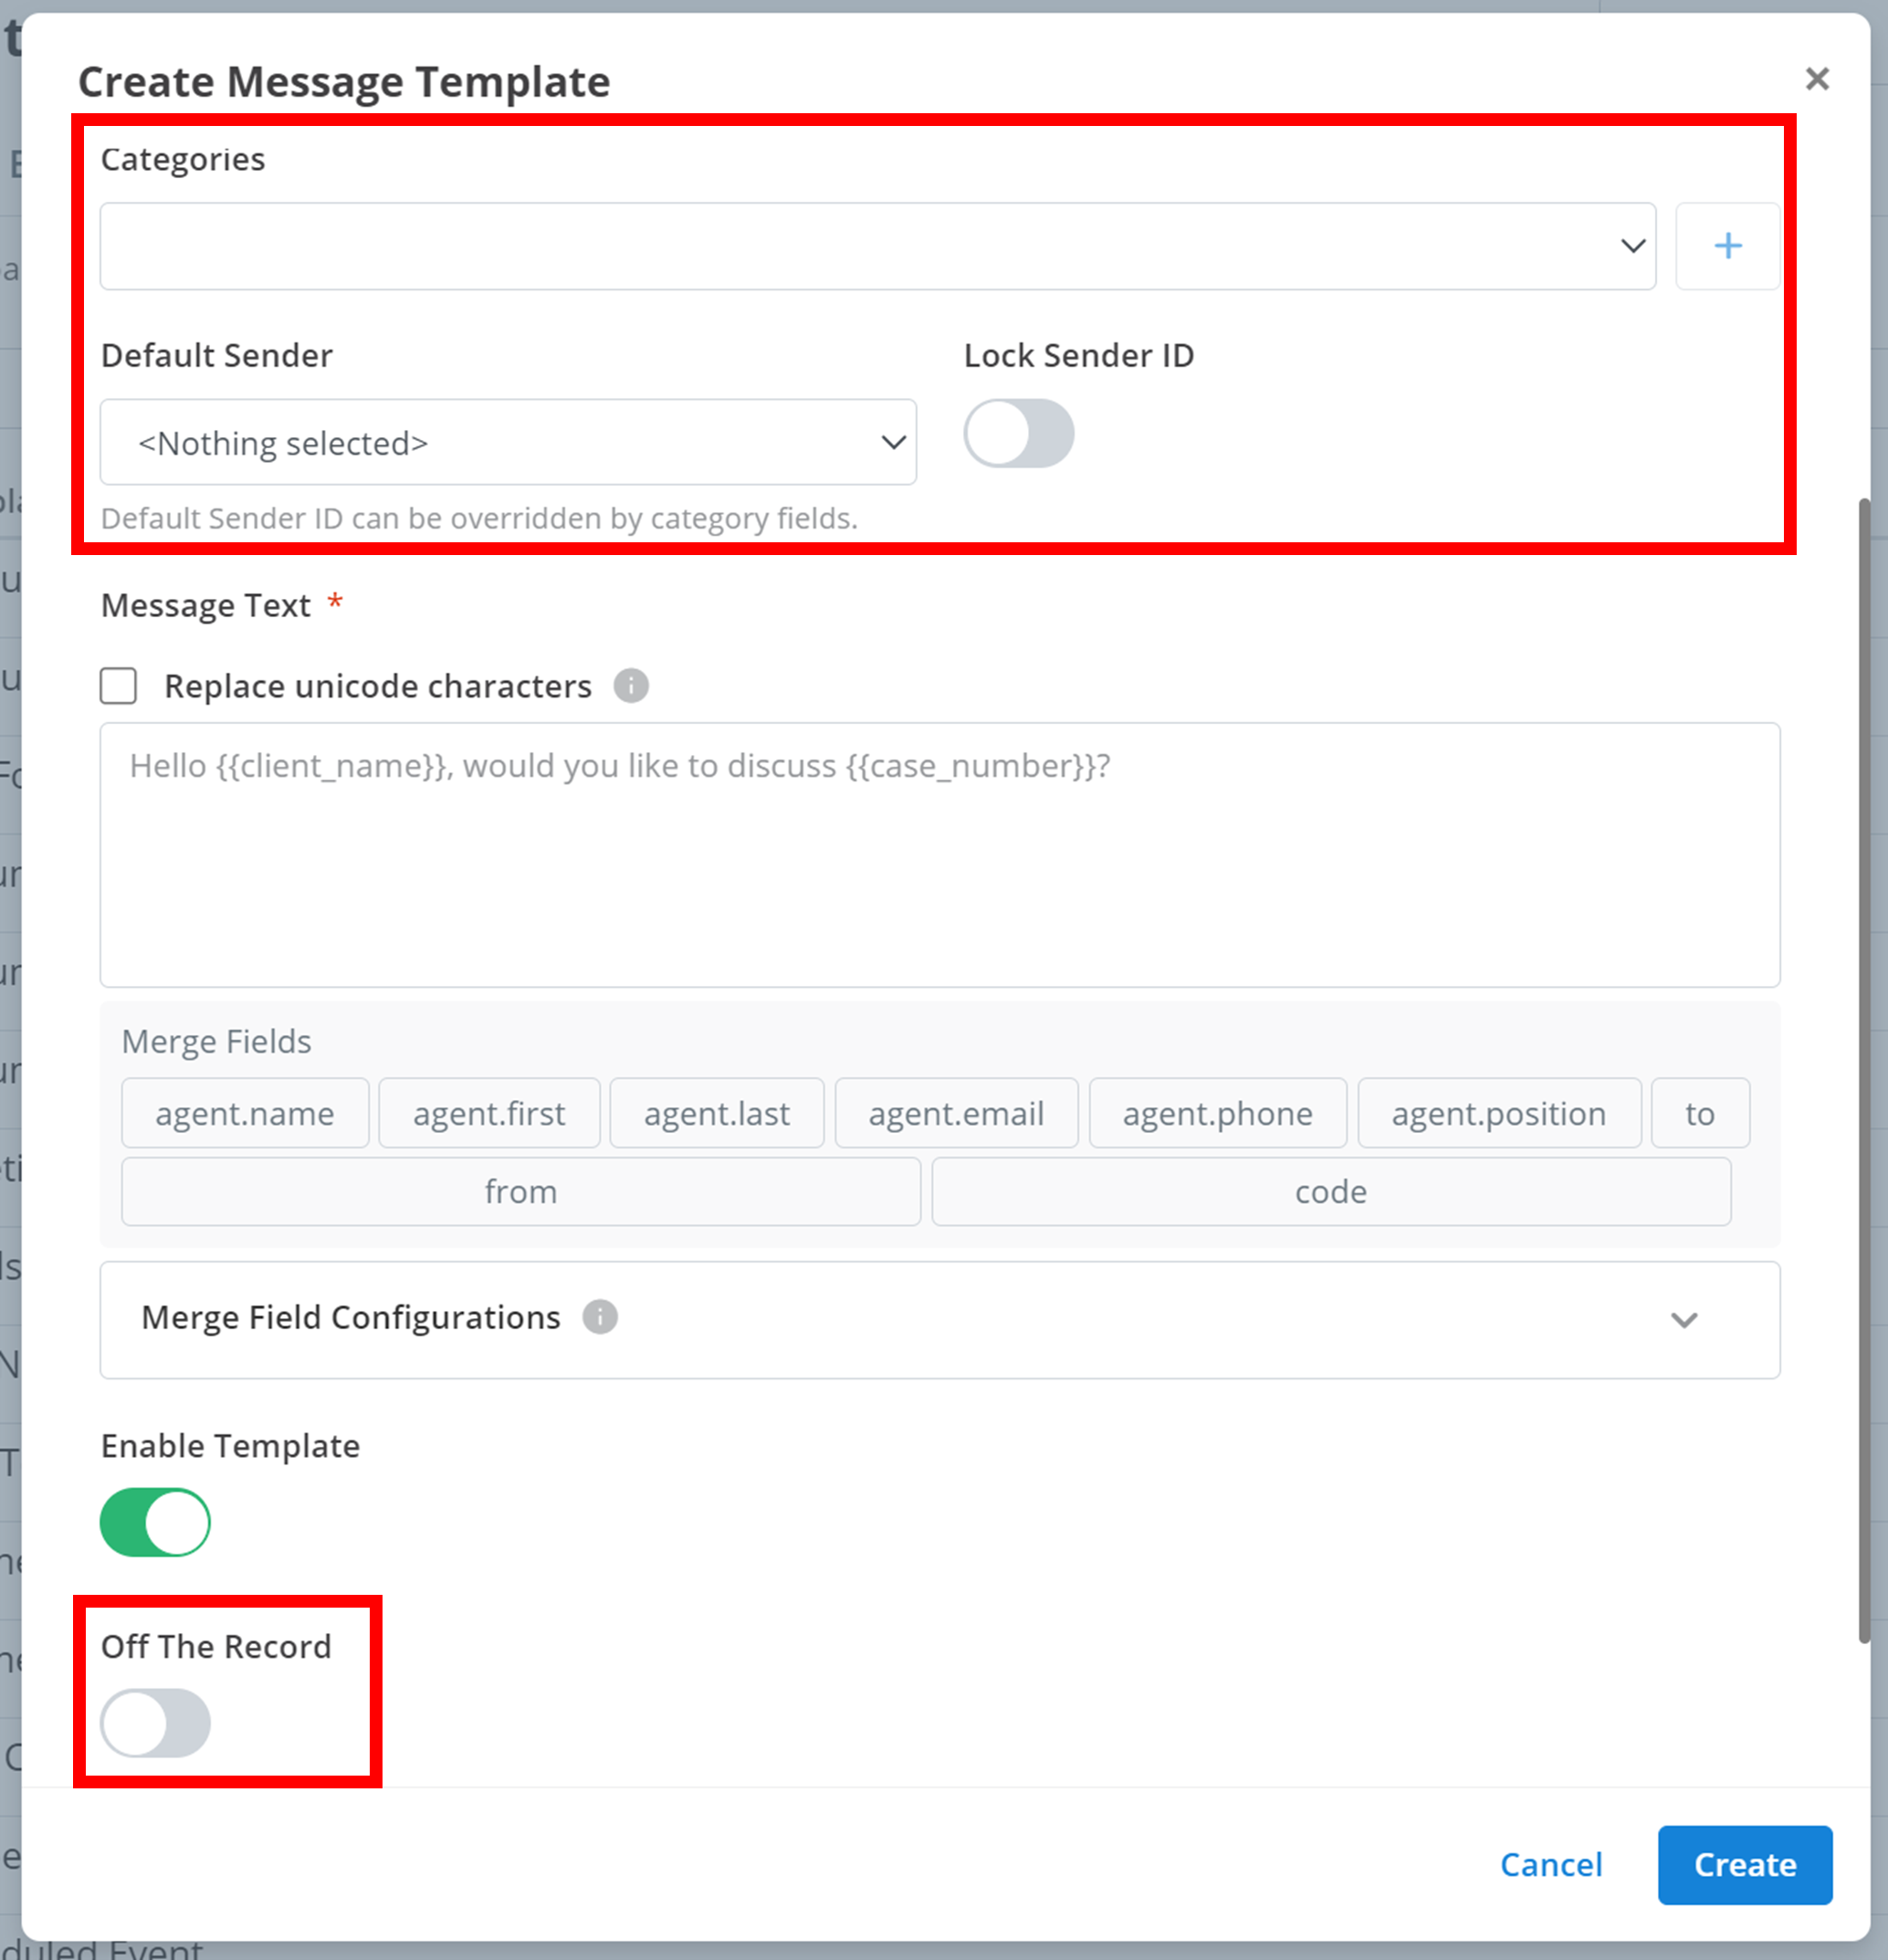 Create Message Template
Categories
+
Default Sender
Lock Sender ID
<Nothing selected>
Default Sender ID can be overridden by category fields.
Message Text *
Replace unicode characters
Hello {{client_name}}, would you like to discuss {{case_number}}?
Merge Fields
agent.name agent.first agent.last agent.email agent.phone agent.position to
from code
Merge Field Configurations
Enable Template
Off The Record
Cancel Create
duled Event